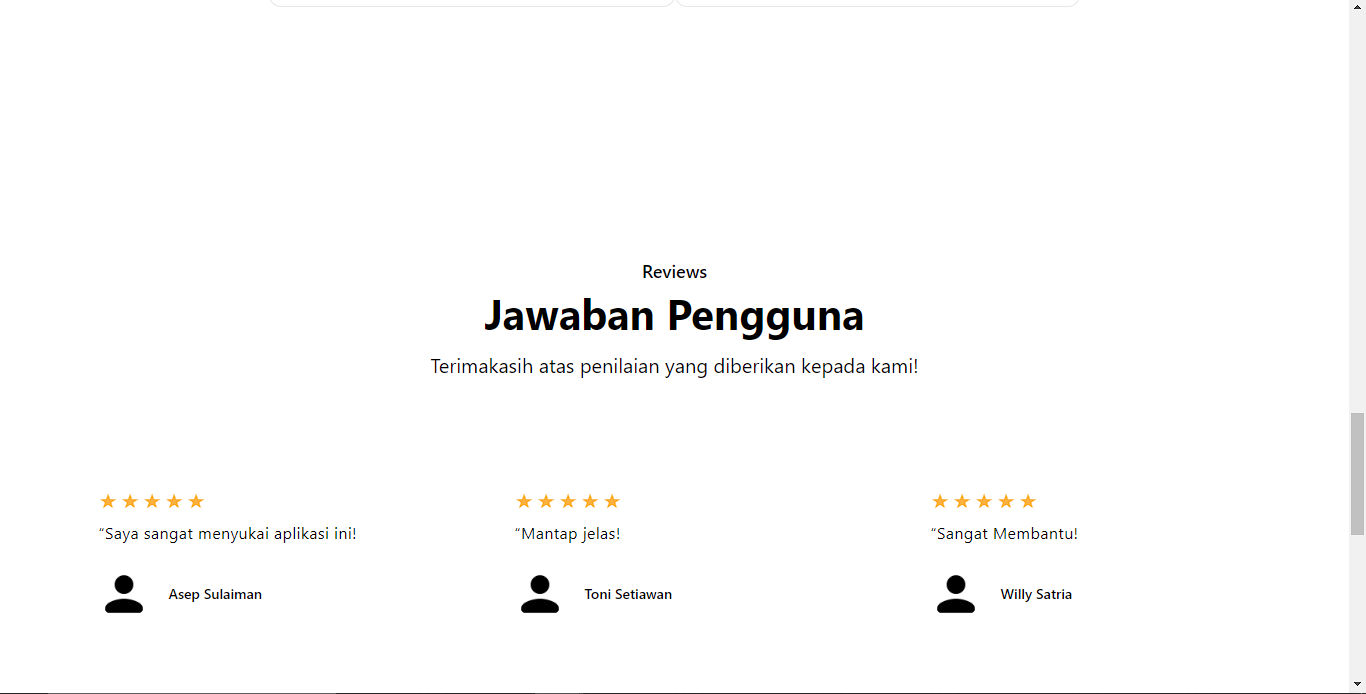 Reviews
Jawaban Pengguna
Terimakasih atas penilaian yang diberikan kepada kami!
“Saya sangat menyukai aplikasi ini!
“Mantap jelas!
“Sangat Membantu!
Asep Sulaiman
Toni Setiawan
Willy Satria